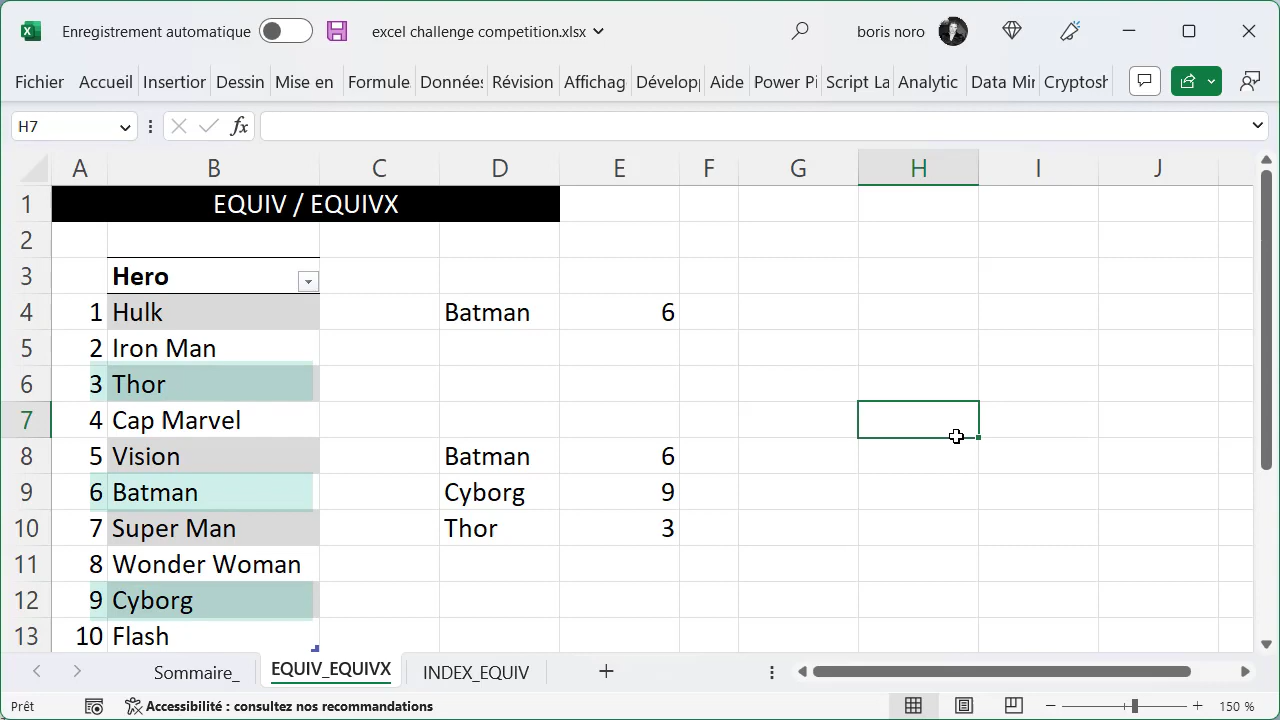 Enregistrement automatique excel challenge competition.xlsx boris noro
Fichier Accueil Insertior Dessin Mise en Formule Donnée: Révision Affichag Dévelop Aide Power Pi Script La Analytic Data Mir Cryptosh
H7 fx
A B C D E F G H I J
1 EQUIV / EQUIVX
2
3 Hero
4 1 Hulk Batman 6
5 2 Iron Man
6 3 Thor
7 4 Cap Marvel
8 5 Vision Batman 6
9 6 Batman Cyborg 9
10 7 Super Man Thor 3
11 8 Wonder Woman
12 9 Cyborg
13 10 Flash
Sommaire_ EQUIV_EQUIVX INDEX_EQUIV
Prêt Accessibilité : consultez nos recommandations 150 %